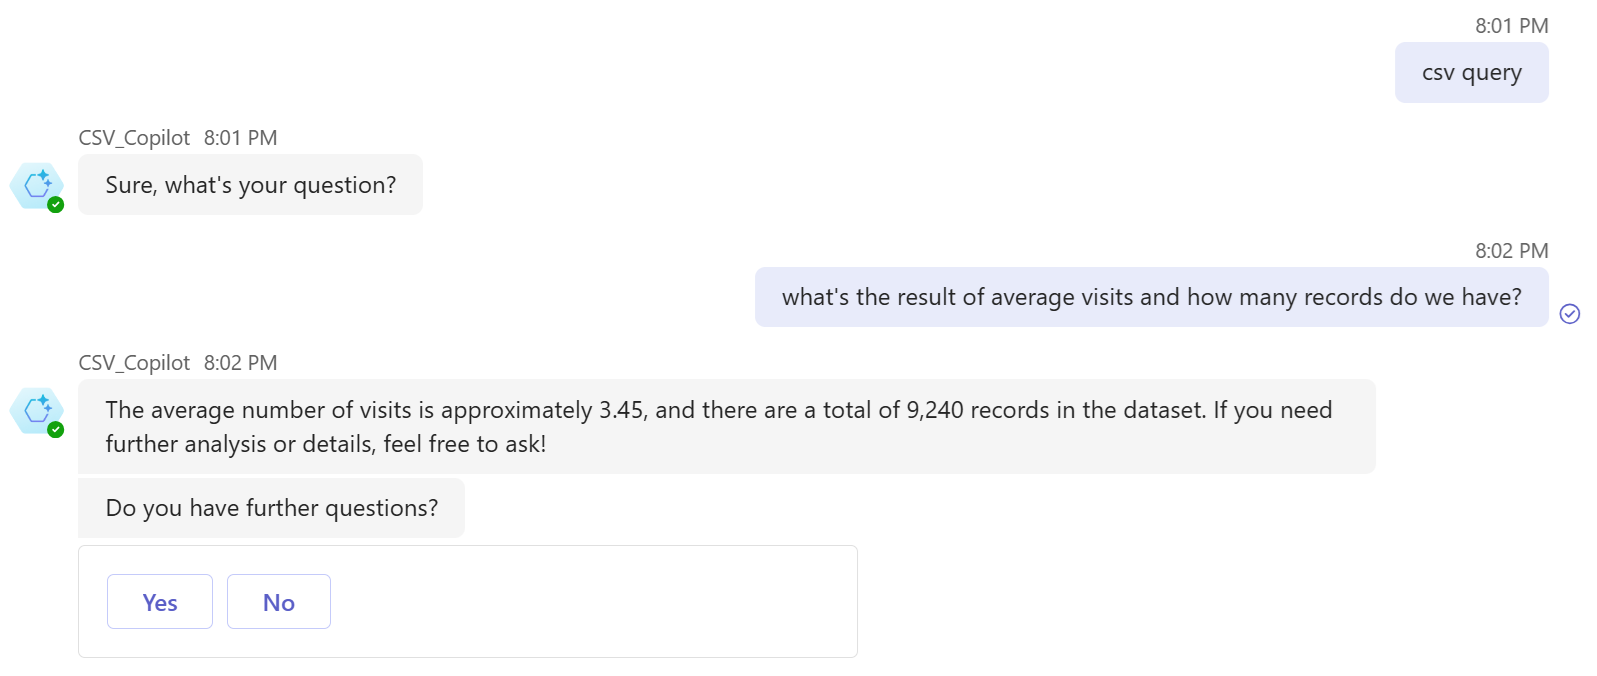 8:01 PM
csv query
CSV_Copilot 8:01 PM
Sure, what's your question?
8:02 PM
what's the result of average visits and how many records do we have?
CSV_Copilot 8:02 PM
The average number of visits is approximately 3.45, and there are a total of 9,240 records in the dataset. If you need
further analysis or details, feel free to ask!
Do you have further questions?
Yes No